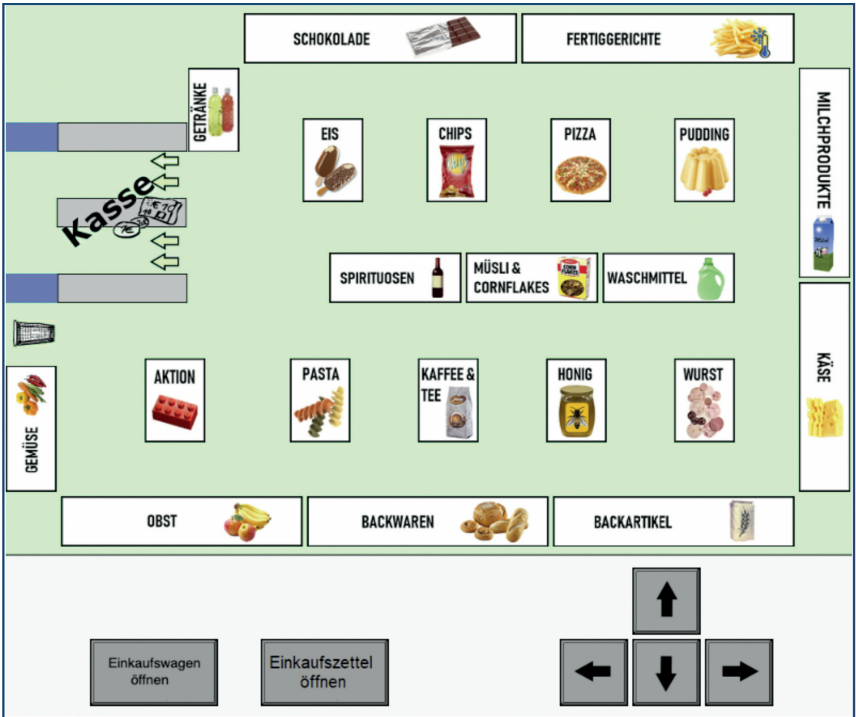 SCHOKOLADE
FERTIGGERICHTE
GETRÄNKE
MILCHPRODUKTE
EIS
CHIPS
PIZZA
PUDDING
Kasse
SPIRITUOSEN
MÜSLI &
CORNFLAKES
WASCHMITTEL
KÄSE
AKTION
PASTA
KAFFEE &
TEE
HONIG
WURST
GEMÜSE
OBST
BACKWAREN
BACKARTIKEL
Einkaufswagen
öffnen
Einkaufszettel
öffnen